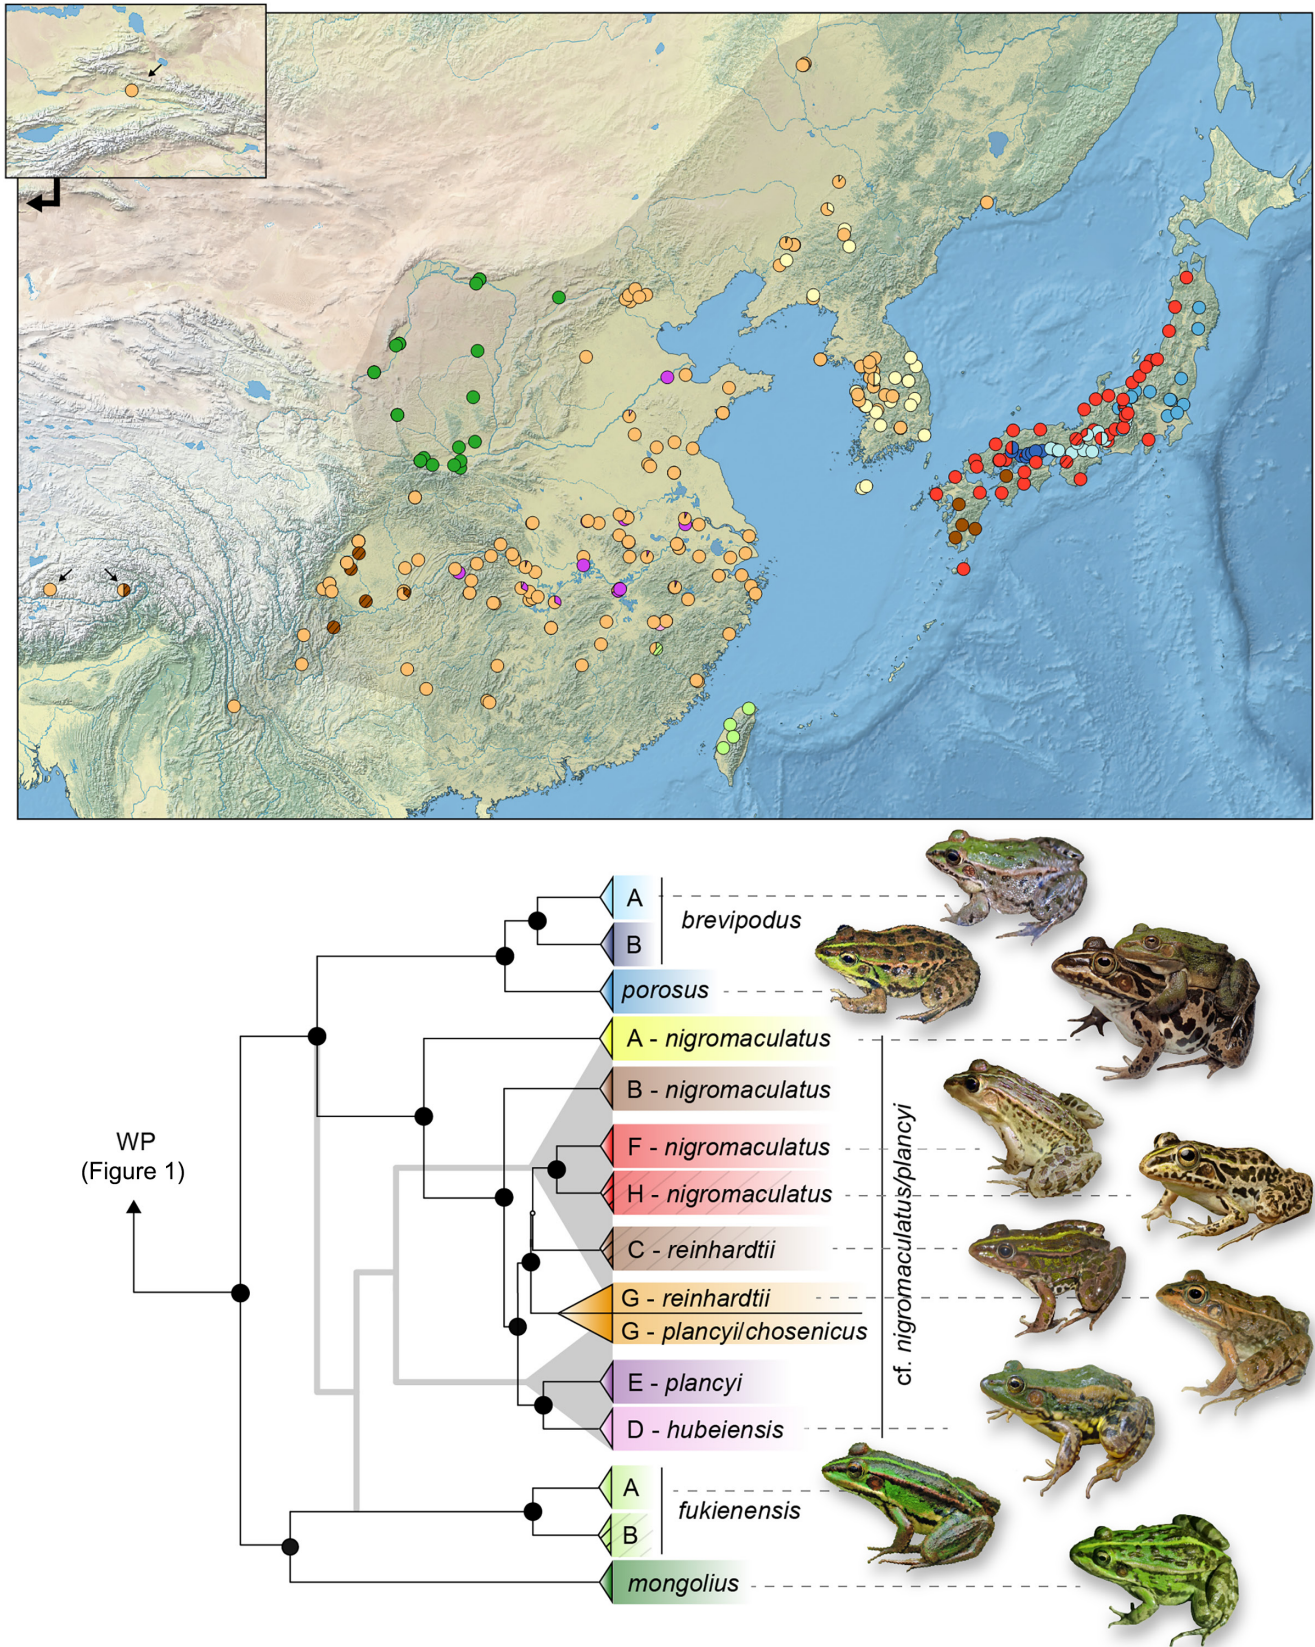 A
brevipodus
B
porosus
A - nigromaculatus
B - nigromaculatus
F - nigromaculatus
H - nigromaculatus
C - reinhardtii
G - reinhardtii
G - plancyi/chosenicus
E - plancyi
D - hubeiensis
cf. nigromaculatus/plancyi
WP
(Figure 1)
A
fukienensis
B
mongolius